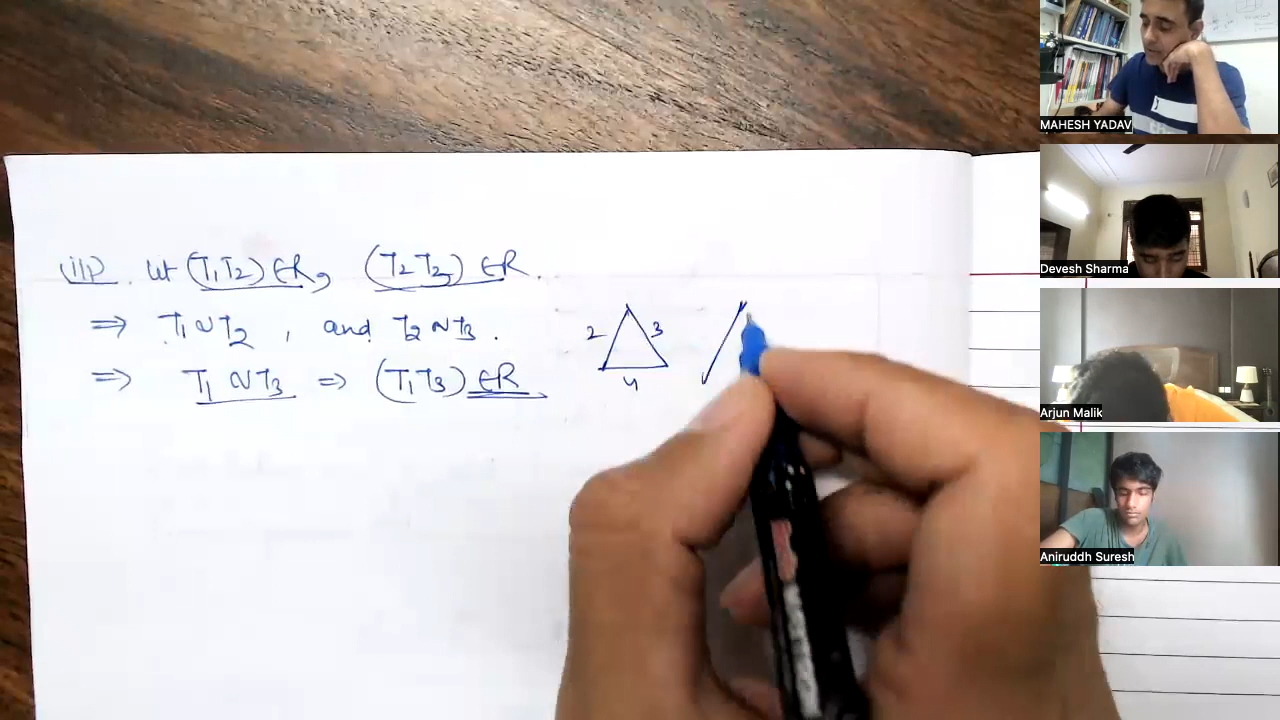 (iii). let (T₁T₂) ∈R, (T₂T₃) ∈R.
⇒ T₁~T₂, and T₂~T₃.
⇒ T₁~T₃ ⇒ (T₁T₃) ∈R
2 3
4
MAHESH YADAV
Devesh Sharma
Arjun Malik
Aniruddh Suresh